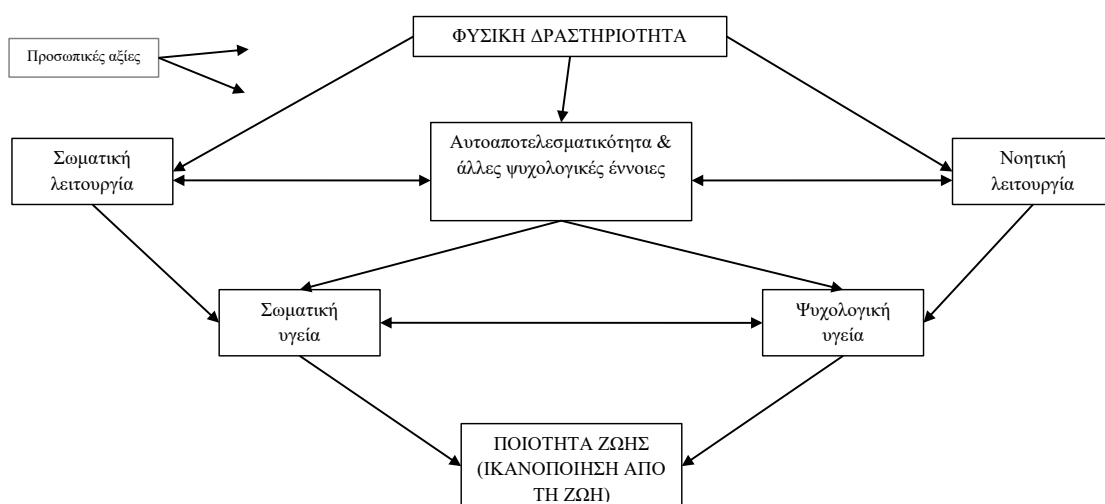 ΦΥΣΙΚΗ ΔΡΑΣΤΗΡΙΟΤΗΤΑ
Προσωπικές αξίες
Σωματική
λειτουργία
Αυτοαποτελεσματικότητα &
άλλες ψυχολογικές έννοιες
Νοητική
λειτουργία
Σωματική
υγεία
Ψυχολογική
υγεία
ΠΟΙΟΤΗΤΑ ΖΩΗΣ
(ΙΚΑΝΟΠΟΙΗΣΗ ΑΠΟ
ΤΗ ΖΩΗ)